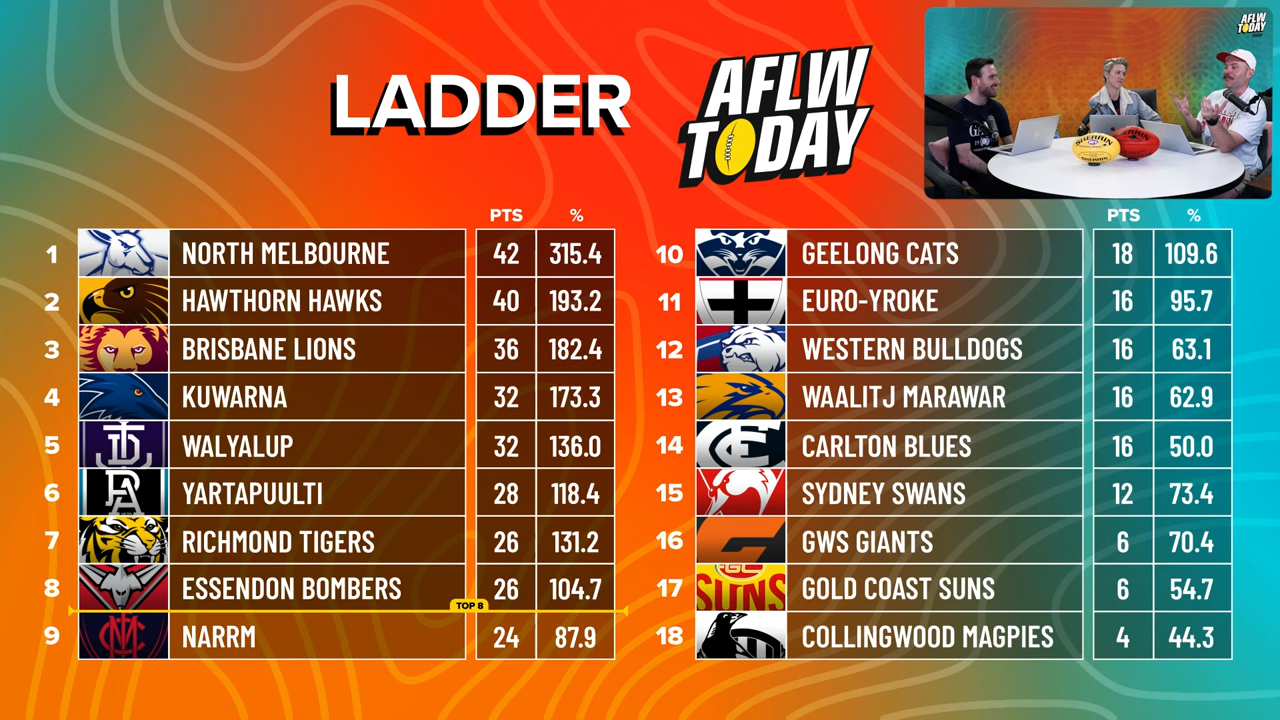 LADDER
AFLW
TODAY
AFLW
TODAY
SHERRIN
PTS %
1 NORTH MELBOURNE 42 315.4
2 HAWTHORN HAWKS 40 193.2
3 BRISBANE LIONS 36 182.4
4 KUWARNA 32 173.3
5 WALYALUP 32 136.0
6 YARTAPUULTI 28 118.4
7 RICHMOND TIGERS 26 131.2
8 ESSENDON BOMBERS 26 104.7
TOP 8
9 NARRM 24 87.9
PTS %
10 GEELONG CATS 18 109.6
11 EURO-YROKE 16 95.7
12 WESTERN BULLDOGS 16 63.1
13 WAALITJ MARAWAR 16 62.9
14 CARLTON BLUES 16 50.0
15 SYDNEY SWANS 12 73.4
16 GWS GIANTS 6 70.4
17 SUNS GOLD COAST SUNS 6 54.7
18 COLLINGWOOD MAGPIES 4 44.3